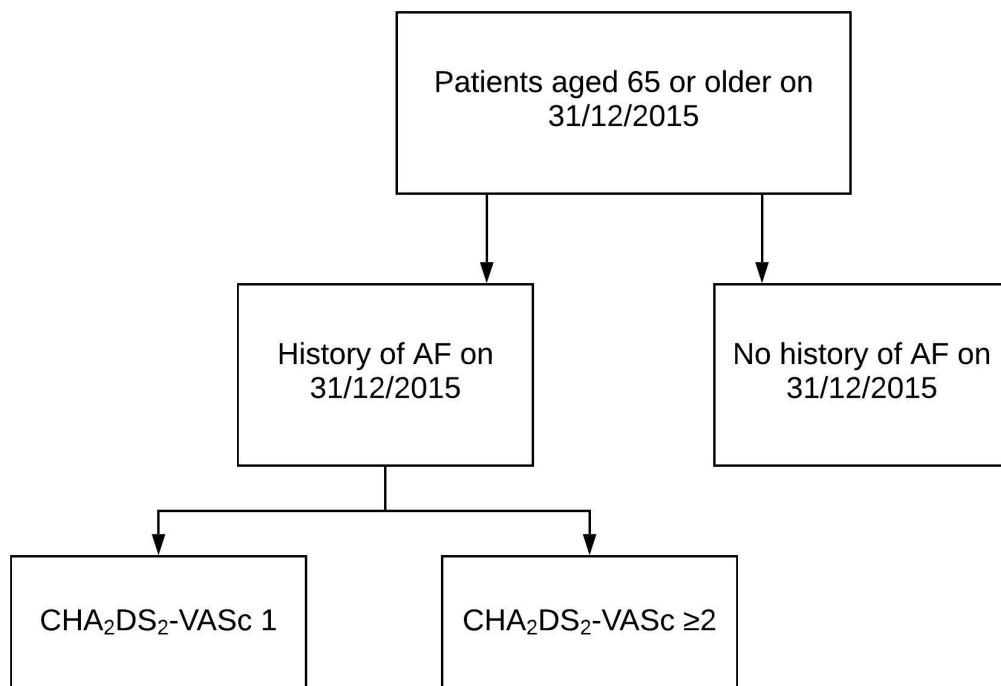 Patients aged 65 or older on
31/12/2015
History of AF on
31/12/2015
No history of AF on
31/12/2015
CHA₂DS₂-VASc 1
CHA₂DS₂-VASc ≥2